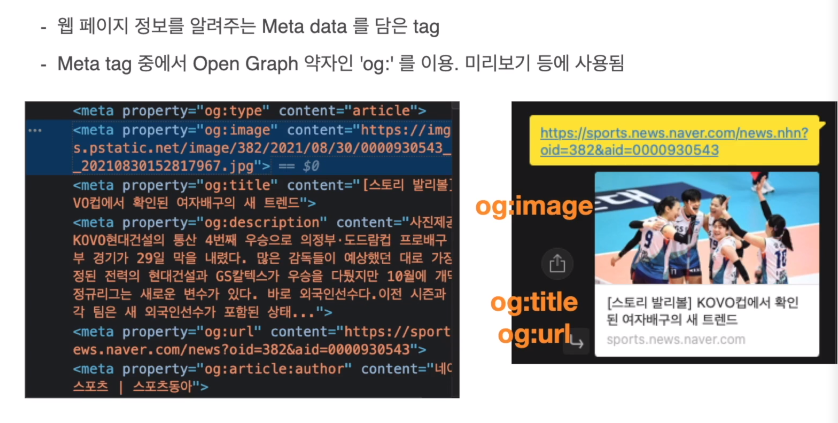 - 웹 페이지 정보를 알려주는 Meta data 를 담은 tag
- Meta tag 중에서 Open Graph 약자인 'og:' 를 이용. 미리보기 등에 사용됨
<meta property="og:type" content="article">
<meta property="og:image" content="https://img
s.pstatic.net/image/382/2021/08/30/0000930543_
_20210830152817967.jpg"> == $0
<meta property="og:title" content="[스토리 발리볼]
VO컵에서 확인된 여자배구의 새 트렌드">
<meta property="og:description" content="사진제공
KOVO현대건설의 통산 4번째 우승으로 의정부·도드람컵 프로배구
부 경기가 29일 막을 내렸다. 많은 감독들이 예상했던 대로 가장
정된 전력의 현대건설과 GS칼텍스가 우승을 다퉜지만 10월에 개막
정규리그는 새로운 변수가 있다. 바로 외국인선수다.이전 시즌과
각 팀은 새 외국인선수가 포함된 상태...">
<meta property="og:url" content="https://sport
ews.naver.com/news?oid=382&aid=0000930543">
<meta property="og:article:author" content="네이
스포츠 | 스포츠동아">
https://sports.news.naver.com/news.nhn?
oid=382&aid=0000930543
og:image
og:title
og:url
[스토리 발리볼] KOVO컵에서 확인
된 여자배구의 새 트렌드
sports.news.naver.com
9
1
18